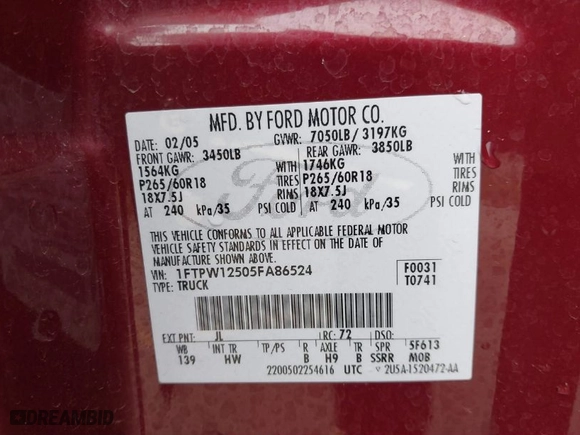 MFD. BY FORD MOTOR CO.
DATE: 02/05 GVWR: 7050LB / 3197KG
FRONT GAWR: 3450LB REAR GAWR: 3850LB
1564KG WITH 1746KG WITH
P265/60R18 TIRES P265/60R18 TIRES
18X7.5J RIMS 18X7.5J RIMS
AT 240 kPa/35 PSI COLD AT 240 kPa/35 PSI COLD
Ford
THIS VEHICLE CONFORMS TO ALL APPLICABLE FEDERAL MOTOR
VEHICLE SAFETY STANDARDS IN EFFECT ON THE DATE OF
MANUFACTURE SHOWN ABOVE.
VIN: 1FTPW12505FA86524 F0031
TYPE: TRUCK T0741
EXT PNT: JL RC: 72 DSO:
WB INT TR TP/PS R AXLE TR SPR 5F613
139 HW B H9 B SSRR M08
2200502254616 UTC 2U5A-1520472-AA
© DREAMBID